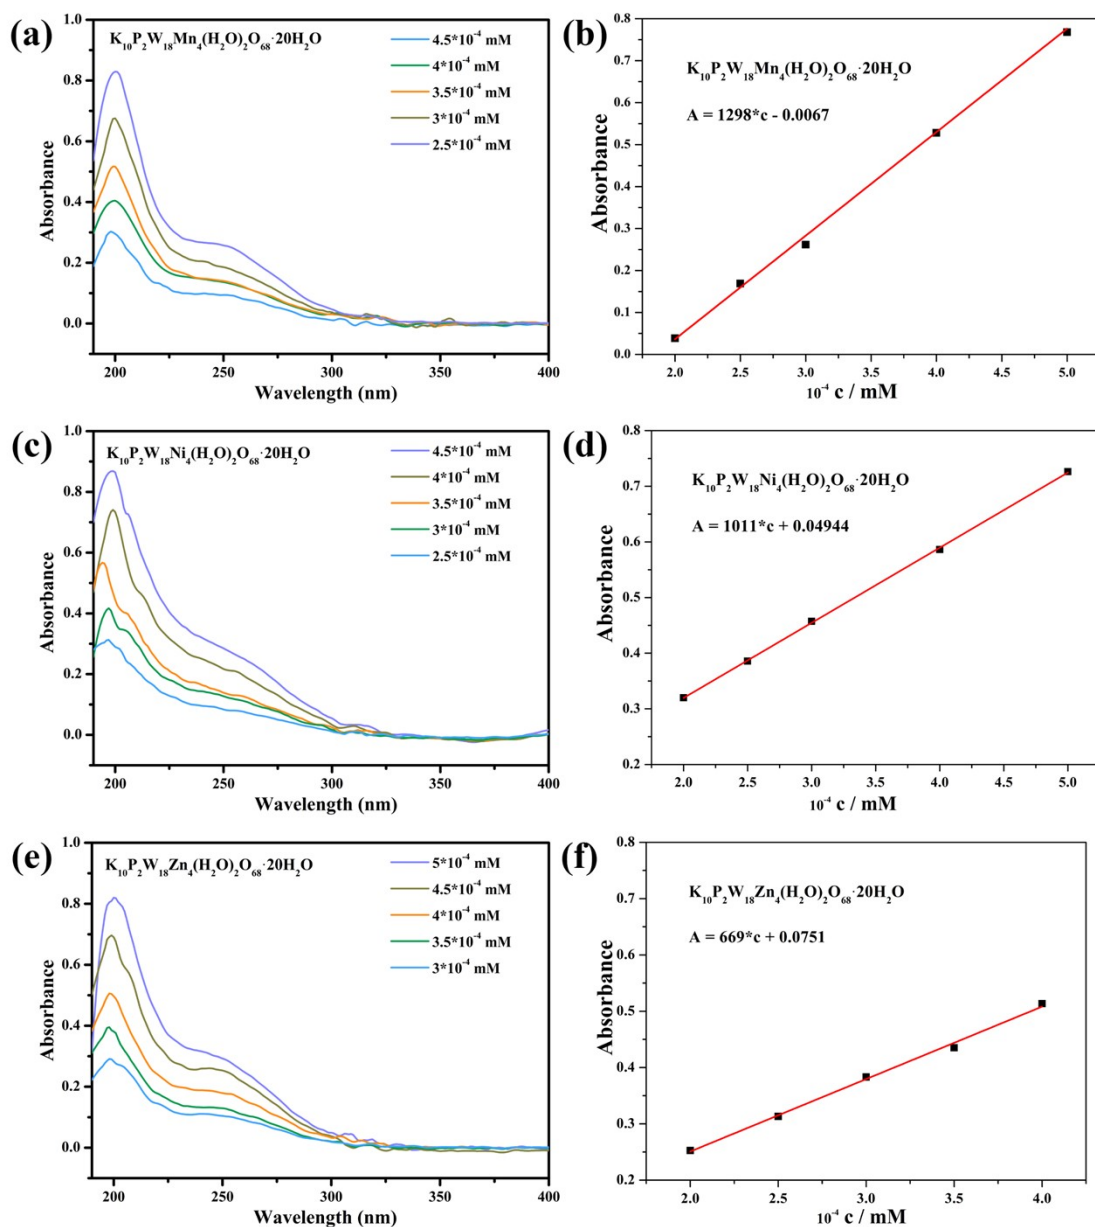 (a)
K₁₀P₂W₁₈Mn₄(H₂O)₂O₆₈·20H₂O
4.5*10⁻⁴ mM
4*10⁻⁴ mM
3.5*10⁻⁴ mM
3*10⁻⁴ mM
2.5*10⁻⁴ mM
1.0
0.8
0.6
0.4
0.2
0.0
Absorbance
200 250 300 350 400
Wavelength (nm)
(b)
K₁₀P₂W₁₈Mn₄(H₂O)₂O₆₈·20H₂O
A = 1298*c - 0.0067
0.8
0.7
0.6
0.5
0.4
0.3
0.2
0.1
0.0
Absorbance
2.0 2.5 3.0 3.5 4.0 4.5 5.0
10⁻⁴ c / mM
(c)
K₁₀P₂W₁₈Ni₄(H₂O)₂O₆₈·20H₂O
4.5*10⁻⁴ mM
4*10⁻⁴ mM
3.5*10⁻⁴ mM
3*10⁻⁴ mM
2.5*10⁻⁴ mM
1.0
0.8
0.6
0.4
0.2
0.0
Absorbance
200 250 300 350 400
Wavelength (nm)
(d)
K₁₀P₂W₁₈Ni₄(H₂O)₂O₆₈·20H₂O
A = 1011*c + 0.04944
0.8
0.7
0.6
0.5
0.4
0.3
0.2
Absorbance
2.0 2.5 3.0 3.5 4.0 4.5 5.0
10⁻⁴ c / mM
(e)
K₁₀P₂W₁₈Zn₄(H₂O)₂O₆₈·20H₂O
5*10⁻⁴ mM
4.5*10⁻⁴ mM
4*10⁻⁴ mM
3.5*10⁻⁴ mM
3*10⁻⁴ mM
1.0
0.8
0.6
0.4
0.2
0.0
Absorbance
200 250 300 350 400
Wavelength (nm)
(f)
K₁₀P₂W₁₈Zn₄(H₂O)₂O₆₈·20H₂O
A = 669*c + 0.0751
0.8
0.7
0.6
0.5
0.4
0.3
0.2
Absorbance
2.0 2.5 3.0 3.5 4.0
10⁻⁴ c / mM